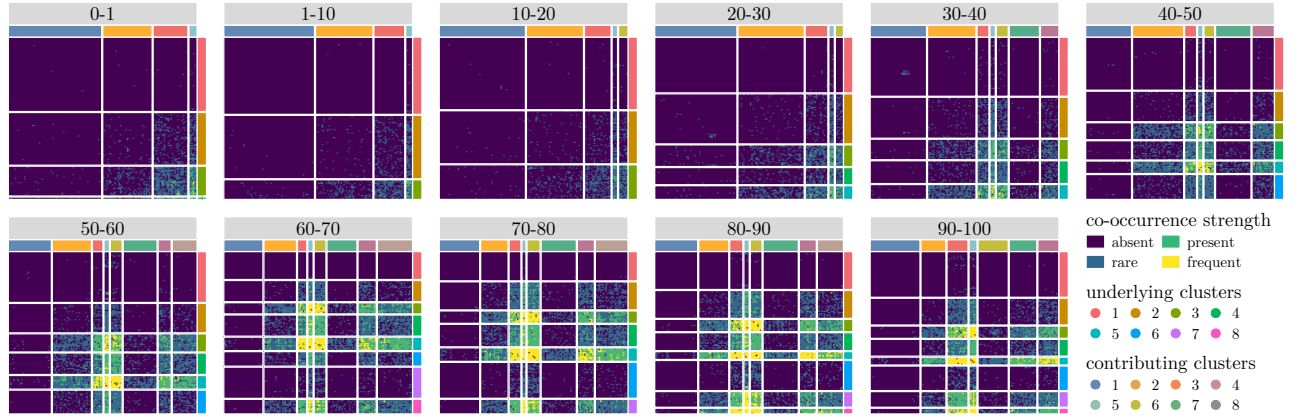 0-1
1-10
10-20
20-30
30-40
40-50
50-60
60-70
70-80
80-90
90-100
co-occurrence strength
absent present
rare frequent
underlying clusters
1 2 3 4
5 6 7 8
contributing clusters
1 2 3 4
5 6 7 8